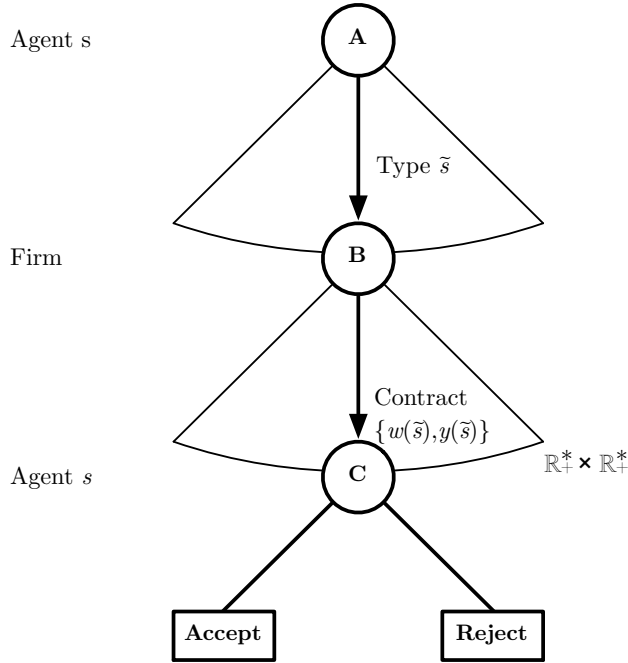 Agent s
A
Type s̃
Firm
B
Contract
{w(s̃),y(s̃)}
ℝ*₊ × ℝ*₊
Agent s
C
Accept
Reject